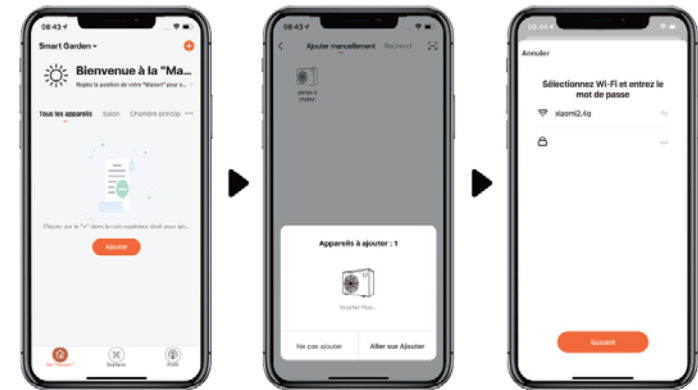 08:43
Smart Garden
Bienvenue à la "Ma...
Réglez la position de votre "Maison" pour o...
Tous les appareils Salon Chambre princip ...
Cliquez sur le "+" dans le coin supérieur droit pour ajo...
Ajouter
Ma "Maison" Scénario Profil
08:43
Ajouter manuellement Recherch
chaleur
Appareils à ajouter : 1
Inverter Pool...
Ne pas ajouter Aller sur Ajouter
08:44
Annuler
Sélectionnez Wi-Fi et entrez le
mot de passe
xiaomi2.4g
Suivant